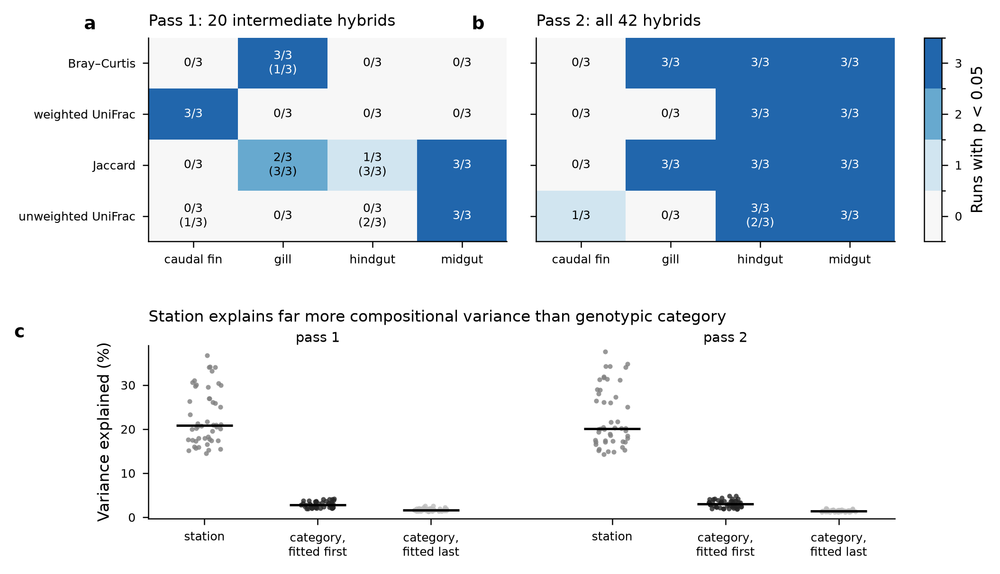 a
Pass 1: 20 intermediate hybrids
Bray–Curtis
0/3
3/3
(1/3)
0/3
0/3
weighted UniFrac
3/3
0/3
0/3
0/3
Jaccard
0/3
2/3
(3/3)
1/3
(3/3)
3/3
unweighted UniFrac
0/3
(1/3)
0/3
0/3
(2/3)
3/3
caudal fin
gill
hindgut
midgut
b
Pass 2: all 42 hybrids
0/3
3/3
3/3
3/3
0/3
0/3
3/3
3/3
0/3
3/3
3/3
3/3
1/3
0/3
3/3
(2/3)
3/3
caudal fin
gill
hindgut
midgut
3
2
1
0
Runs with p < 0.05
c
Station explains far more compositional variance than genotypic category
pass 1
pass 2
Variance explained (%)
30
20
10
0
station
category,
fitted first
category,
fitted last
station
category,
fitted first
category,
fitted last